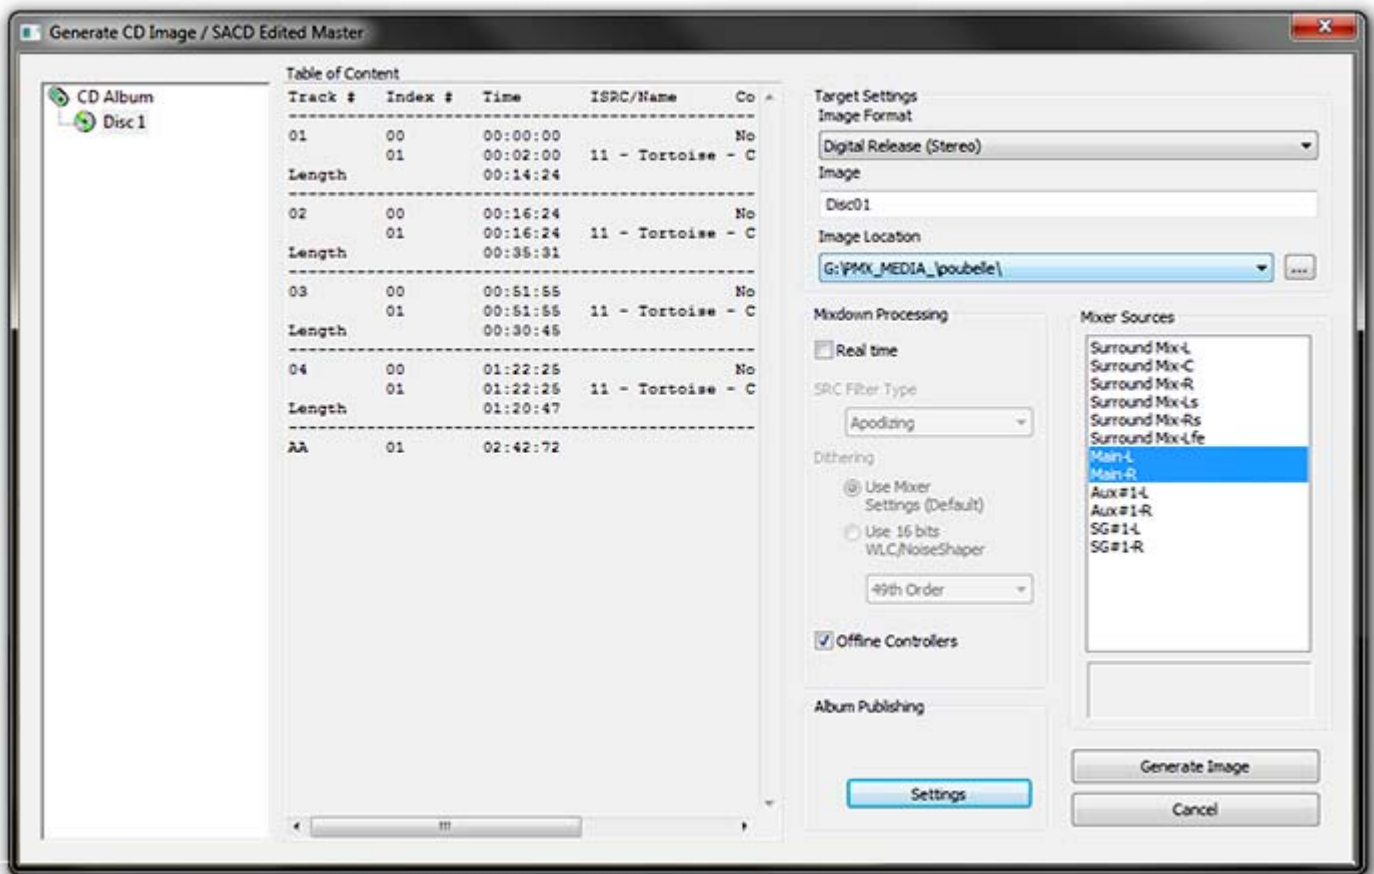 Generate CD Image / SACD Edited Master
CD Album
Disc 1
Table of Content
Track # Index # Time ISRC/Name Co
--------------------------------------------------------
01 00 00:00:00 No
01 00:02:00 11 - Tortoise - C
Length 00:14:24
--------------------------------------------------------
02 00 00:16:24 No
01 00:16:24 11 - Tortoise - C
Length 00:35:31
--------------------------------------------------------
03 00 00:51:55 No
01 00:51:55 11 - Tortoise - C
Length 00:30:45
--------------------------------------------------------
04 00 01:22:25 No
01 01:22:25 11 - Tortoise - C
Length 01:20:47
--------------------------------------------------------
AA 01 02:42:72
Target Settings
Image Format
Digital Release (Stereo)
Image
Disc01
Image Location
G:\PMX_MEDIA_\poubelle\
...
Mixdown Processing
Real time
SRC Filter Type
Apodizing
Dithering
Use Mixer
Settings (Default)
Use 16 bits
WLC/NoiseShaper
49th Order
Offline Controllers
Mixer Sources
Surround Mix-L
Surround Mix-C
Surround Mix-R
Surround Mix-Ls
Surround Mix-Rs
Surround Mix-Lfe
Main-L
Main-R
Aux#1-L
Aux#1-R
SG#1-L
SG#1-R
Album Publishing
Settings
Generate Image
Cancel